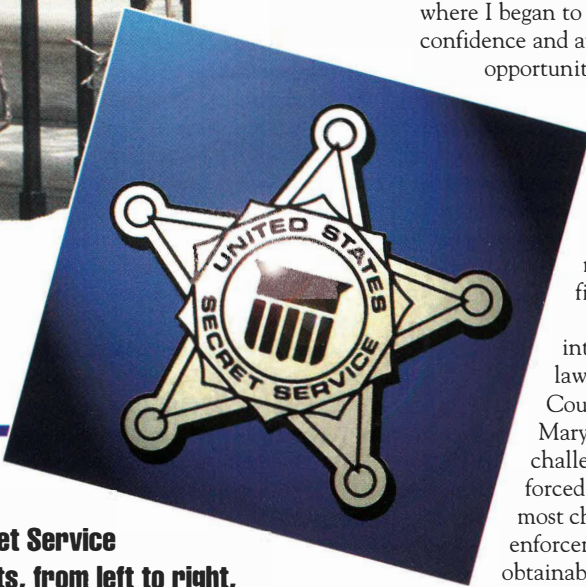 where I began to
confidence and a
opportunit
fi
int
law
Cou
Mary
challe
forced
most ch
enforce
obtainab
UNITED STATES
SECRET SERVICE
et Service
ts, from left to right,